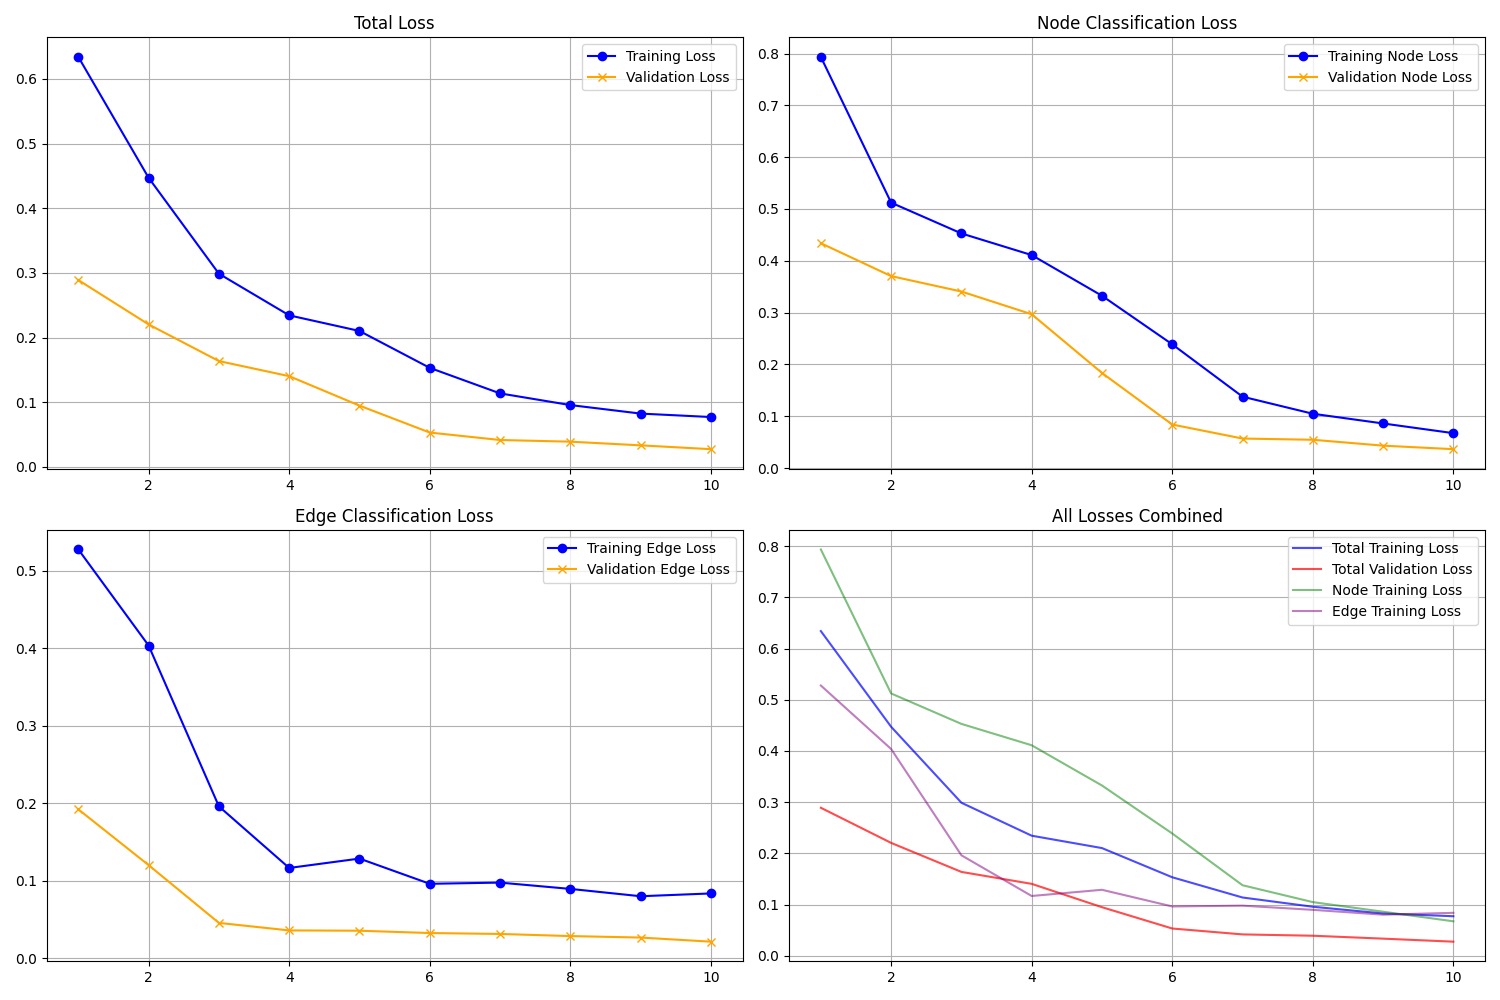 Total Loss
Training Loss
Validation Loss
0.6
0.5
0.4
0.3
0.2
0.1
0.0
2 4 6 8 10
Node Classification Loss
Training Node Loss
Validation Node Loss
0.8
0.7
0.6
0.5
0.4
0.3
0.2
0.1
0.0
2 4 6 8 10
Edge Classification Loss
Training Edge Loss
Validation Edge Loss
0.5
0.4
0.3
0.2
0.1
0.0
2 4 6 8 10
All Losses Combined
Total Training Loss
Total Validation Loss
Node Training Loss
Edge Training Loss
0.8
0.7
0.6
0.5
0.4
0.3
0.2
0.1
0.0
2 4 6 8 10